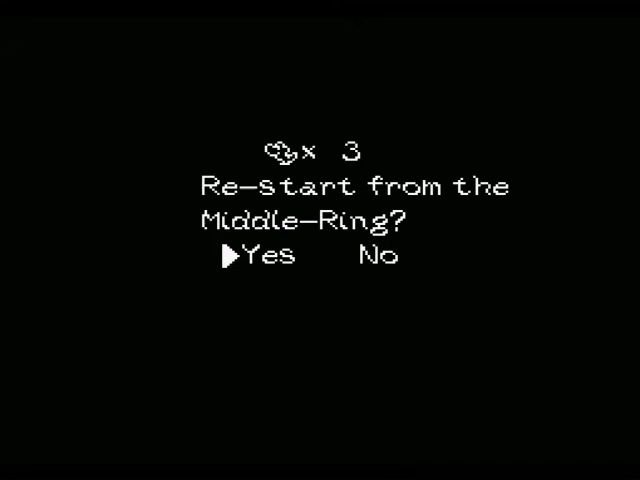 × 3
Re-start from the
Middle-Ring?
Yes No